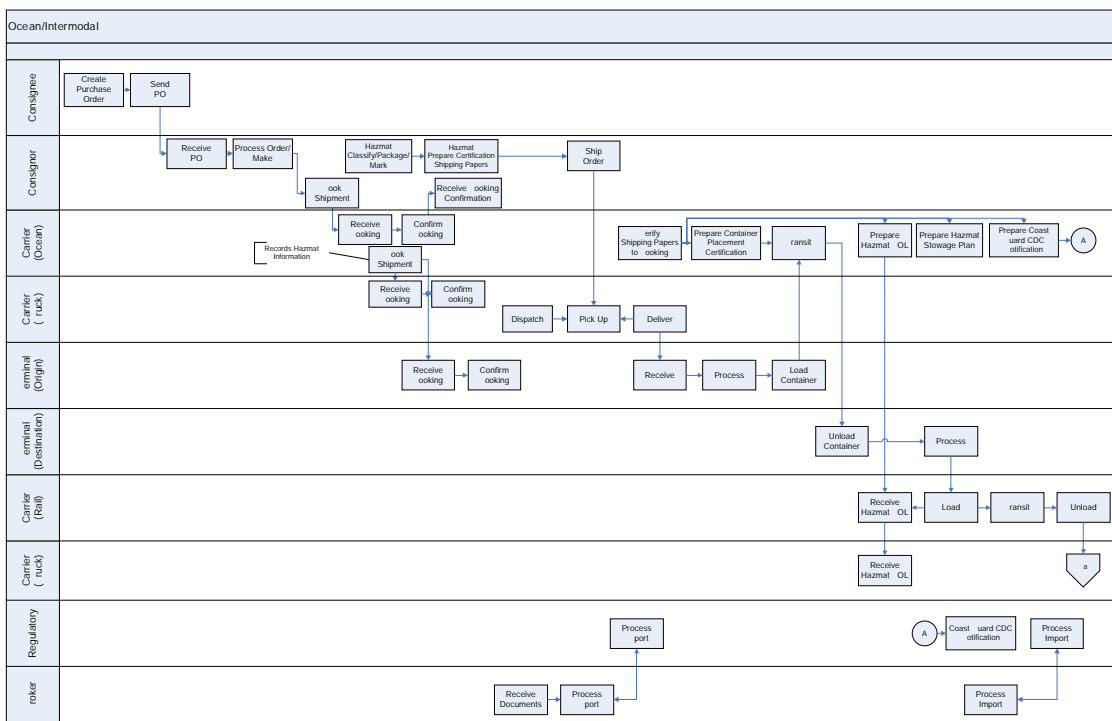 Ocean/Intermodal
Consignee
Create
Purchase
Order
Send
PO
Consignor
Receive
PO
Process Order/
Make
Hazmat
Classify/Package/
Mark
Hazmat
Prepare Certification
Shipping Papers
Ship
Order
ook
Shipment
Receive ooking
Confirmation
Carrier
(Ocean)
Receive
ooking
Confirm
ooking
Records Hazmat
Information
ook
Shipment
erify
Shipping Papers
to ooking
Prepare Container
Placement
Certification
ransit
Prepare
Hazmat OL
Prepare Hazmat
Stowage Plan
Prepare Coast
uard CDC
otification
A
Carrier
( ruck)
Receive
ooking
Confirm
ooking
Dispatch
Pick Up
Deliver
erminal
(Origin)
Receive
ooking
Confirm
ooking
Receive
Process
Load
Container
erminal
(Destination)
Unload
Container
Process
Carrier
(Rail)
Receive
Hazmat OL
Load
ransit
Unload
Carrier
( ruck)
Receive
Hazmat OL
a
Regulatory
Process
port
A
Coast uard CDC
otification
Process
Import
roker
Receive
Documents
Process
port
Process
Import